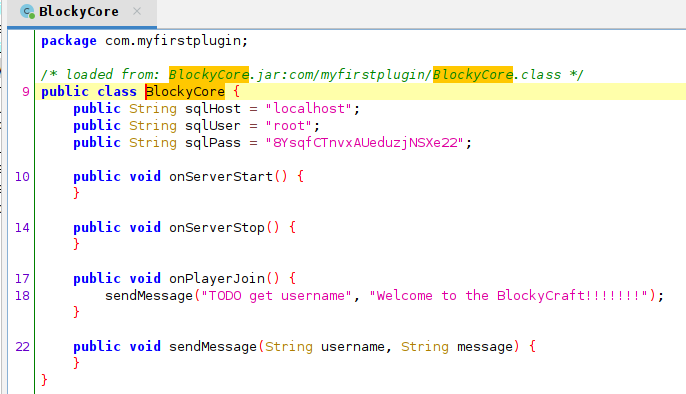 BlockyCore
package com.myfirstplugin;
/* loaded from: BlockyCore.jar:com/myfirstplugin/BlockyCore.class */
9 public class BlockyCore {
public String sqlHost = "localhost";
public String sqlUser = "root";
public String sqlPass = "8YsqfCTnvxAUeduzjNSXe22";
10 public void onServerStart() {
}
14 public void onServerStop() {
}
17 public void onPlayerJoin() {
18 sendMessage("TODO get username", "Welcome to the BlockyCraft!!!!!!!");
}
22 public void sendMessage(String username, String message) {
}
}